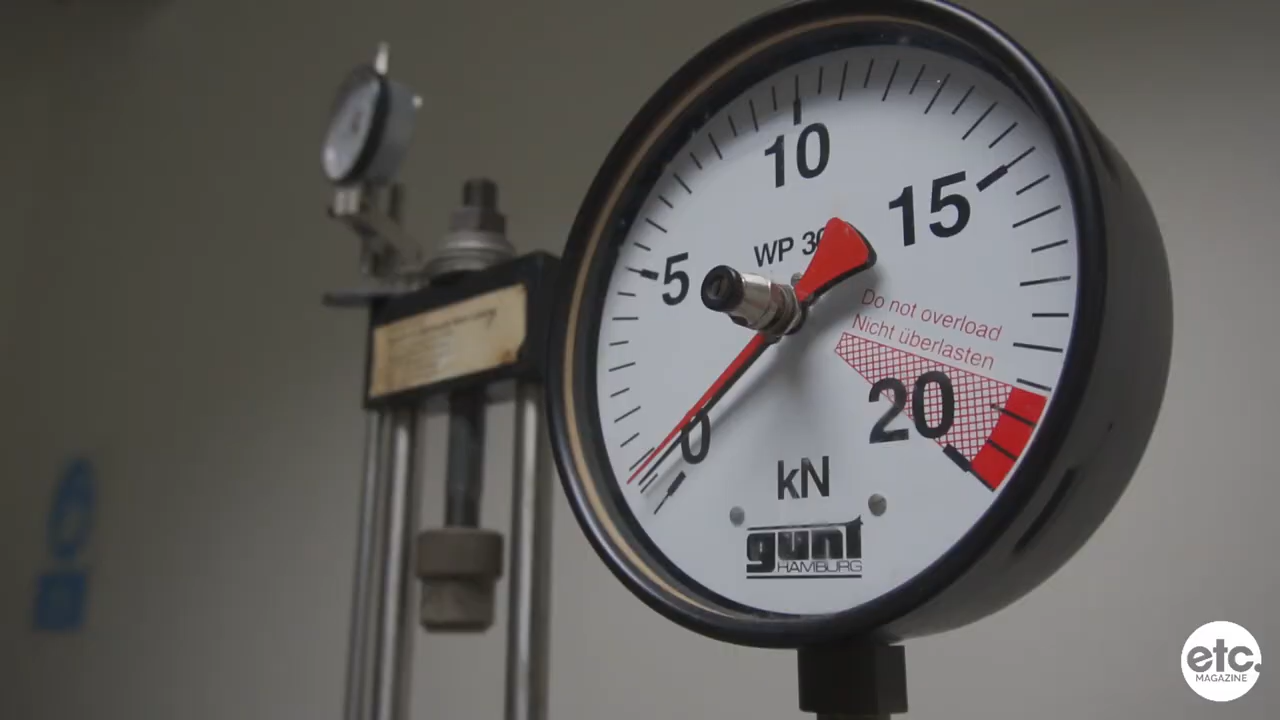 10
15
WP 30
5
Do not overload
Nicht überlasten
20
0
kN
gunt
HAMBURG
etc.
MAGAZINE